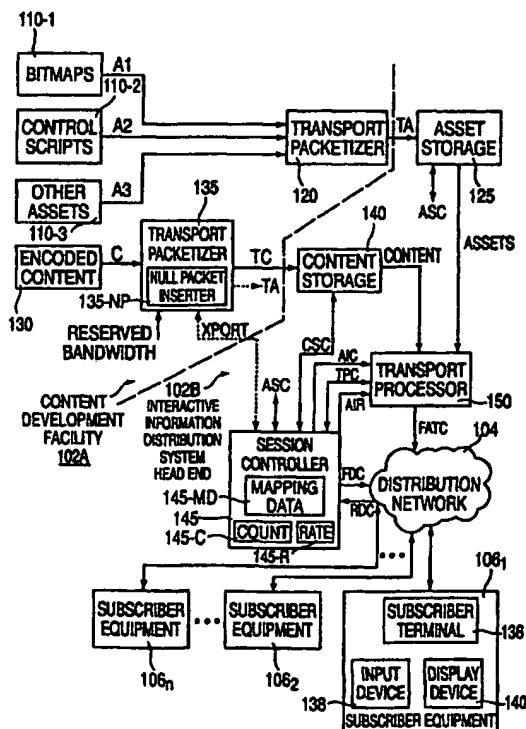 110-1
BITMAPS
A1
110-2
CONTROL
SCRIPTS
A2
OTHER
ASSETS
A3
110-3
TRANSPORT
PACKETIZER
120
TA
ASSET
STORAGE
125
ASC
ASSETS
ENCODED
CONTENT
130
C
135
TRANSPORT
PACKETIZER
NULL PACKET
INSERTER
135-NP
TC
TA
140
CONTENT
STORAGE
CONTENT
RESERVED
BANDWIDTH
XPORT
CSC
AIC
TPC
AIR
TRANSPORT
PROCESSOR
150
FATC
104
CONTENT
DEVELOPMENT
FACILITY
102A
102B
INTERACTIVE
INFORMATION
DISTRIBUTION
SYSTEM
HEAD END
ASC
SESSION
CONTROLLER
MAPPING
DATA
145-MD
145
COUNT
RATE
145-C
145-R
FDC
RDC
DISTRIBUTION
NETWORK
SUBSCRIBER
EQUIPMENT
106n
SUBSCRIBER
EQUIPMENT
1062
1061
SUBSCRIBER
TERMINAL
136
INPUT
DEVICE
138
DISPLAY
DEVICE
140
SUBSCRIBER EQUIPMENT